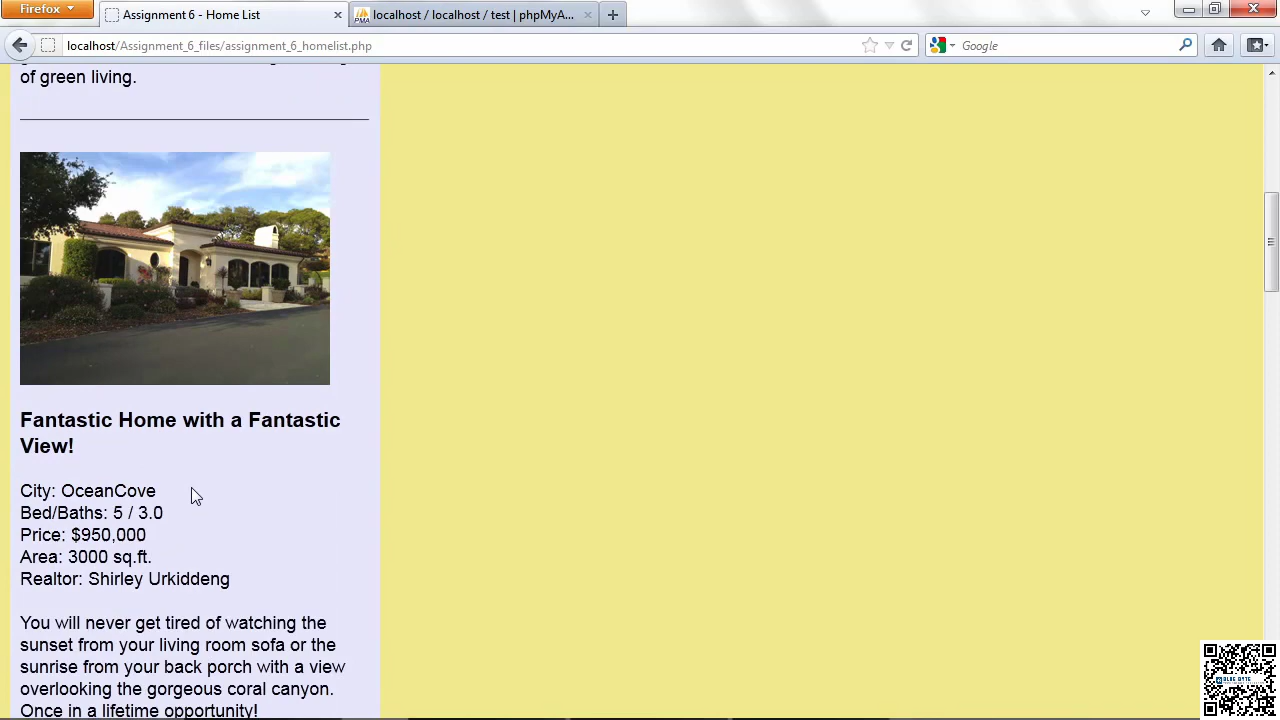 Firefox
Assignment 6 - Home List
localhost / localhost / test | phpMyA...
localhost/Assignment_6_files/asignment_6_homelist.php
Google
of green living.
Fantastic Home with a Fantastic
View!
City: OceanCove
Bed/Baths: 5 / 3.0
Price: $950,000
Area: 3000 sq.ft.
Realtor: Shirley Urkiddeng
You will never get tired of watching the
sunset from your living room sofa or the
sunrise from your back porch with a view
overlooking the gorgeous coral canyon.
Once in a lifetime opportunity!
BLUE BYTE